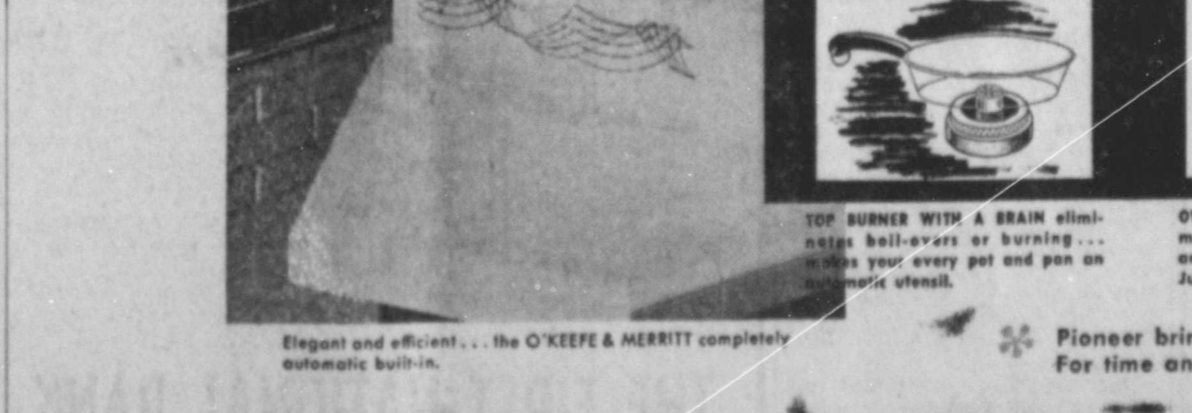 TOP BURNER WITH A BRAIN elimi-
nates boil-overs or burning...
makes your every pot and pan an
automatic utensil.
Elegant and efficient...the O'KEEFE & MERRITT completely
automatic built-in.
Pioneer brin
For time an